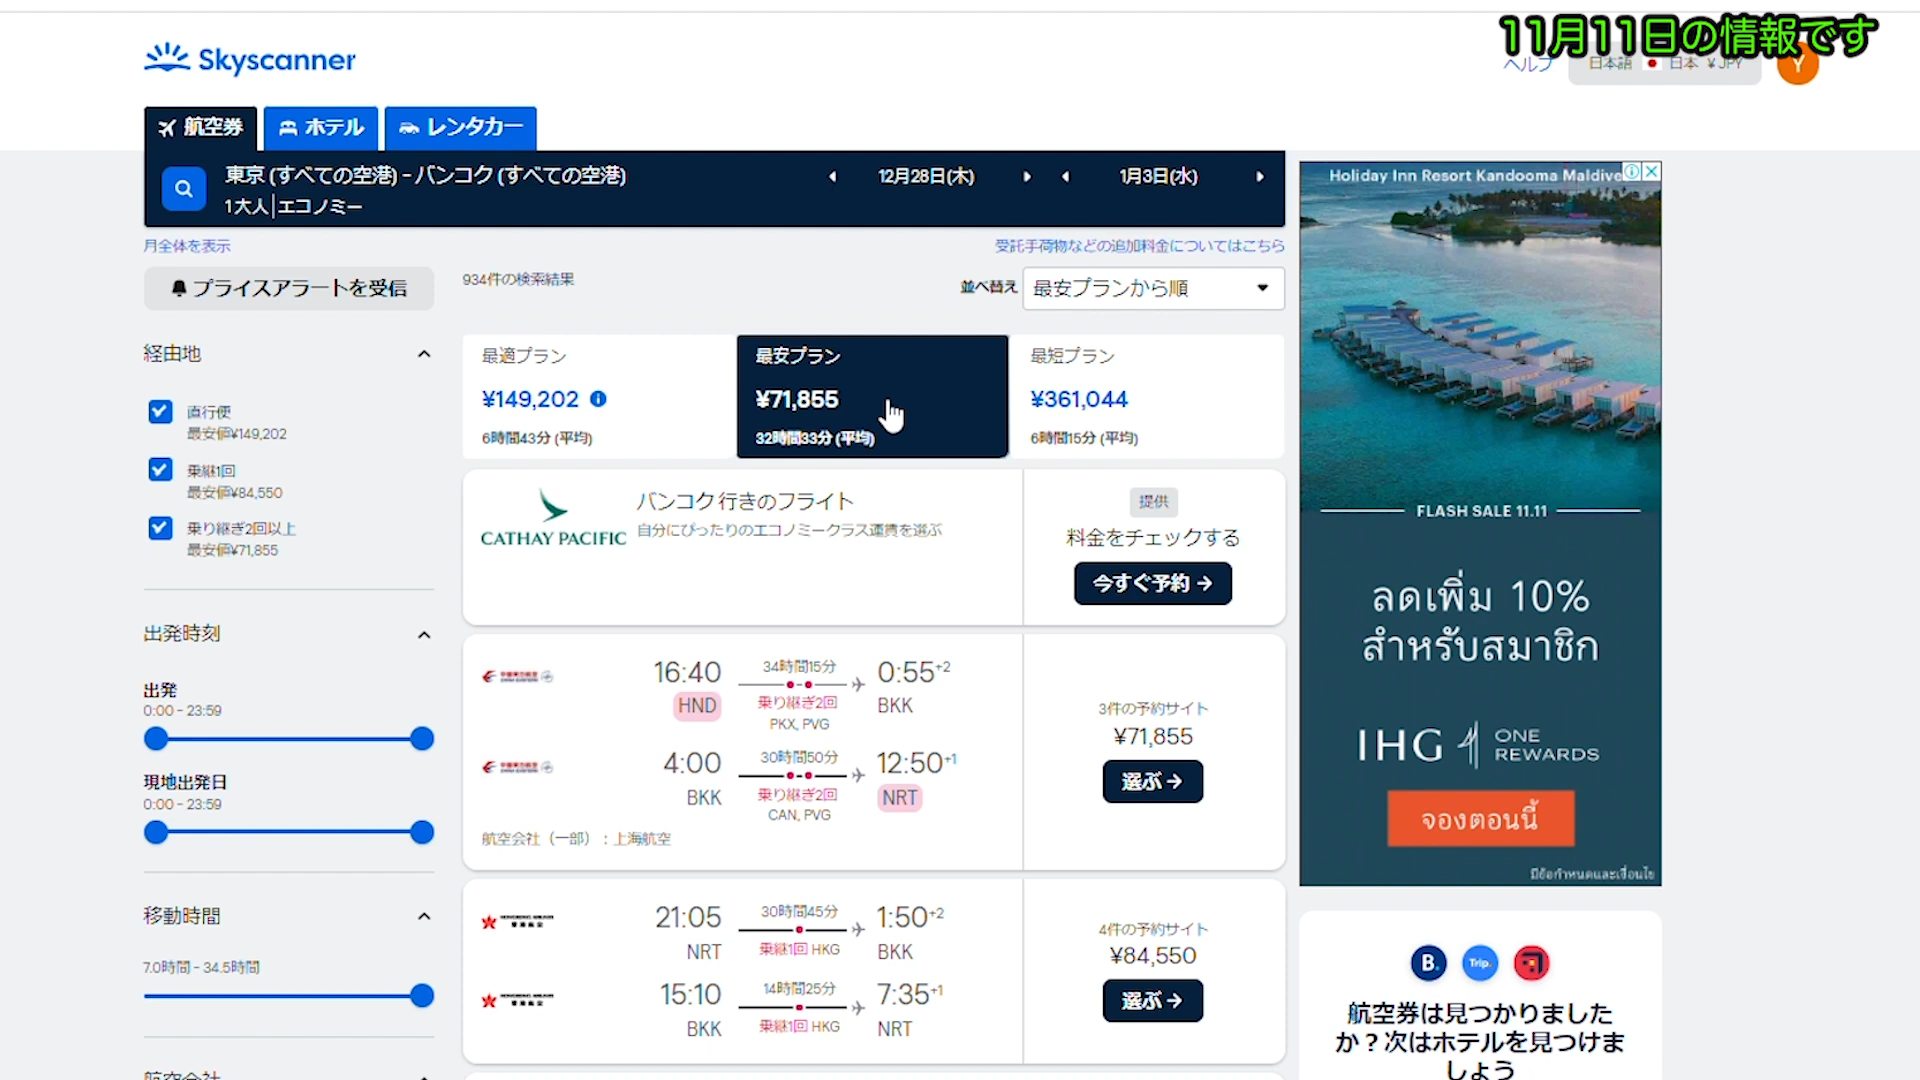 11月11日の情報です
Skyscanner
ヘルプ
日本語 日本 ¥ JPY
Y
航空券
ホテル
レンタカー
東京 (すべての空港) - バンコク (すべての空港)
1大人 | エコノミー
12月28日(木)
1月3日(水)
月全体を表示
受託手荷物などの追加料金についてはこちら
プライスアラートを受信
934件の検索結果
並べ替え
最安プランから順
経由地
直行便
最安値¥149,202
乗継1回
最安値¥84,550
乗り継ぎ2回以上
最安値¥71,855
出発時刻
出発
0:00 - 23:59
現地出発日
0:00 - 23:59
移動時間
7.0時間 - 34.5時間
航空会社
最適プラン
¥149,202
6時間43分 (平均)
最安プラン
¥71,855
32時間33分 (平均)
最短プラン
¥361,044
6時間15分 (平均)
CATHAY PACIFIC
バンコク 行きのフライト
自分にぴったりのエコノミークラス運賃を選ぶ
提供
料金をチェックする
今すぐ予約 →
16:40
HND
34時間15分
乗り継ぎ2回
PKX, PVG
0:55+2
BKK
4:00
BKK
30時間50分
乗り継ぎ2回
CAN, PVG
12:50+1
NRT
航空会社（一部）：上海航空
3件の予約サイト
¥71,855
選ぶ →
21:05
NRT
30時間45分
乗継1回 HKG
1:50+2
BKK
15:10
BKK
14時間25分
乗継1回 HKG
7:35+1
NRT
4件の予約サイト
¥84,550
選ぶ →
Holiday Inn Resort Kandooma Maldive
FLASH SALE 11.11
ลดเพิ่ม 10%
สำหรับสมาชิก
IHG ONE
REWARDS
จองตอนนี้
มีข้อกำหนดและเงื่อนไข
B.
Trip.
航空券は見つかりました
か？次はホテルを見つけま
しょう